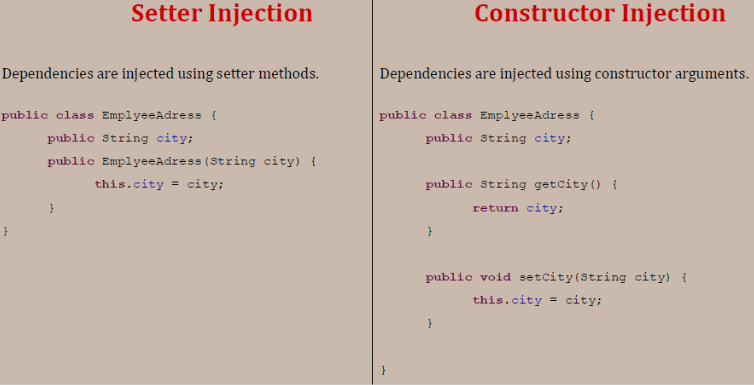 Setter Injection
Dependencies are injected using setter methods.
public class EmplyeeAdress {
public String city;
public EmplyeeAdress(String city) {
this.city = city;
}
}
Constructor Injection
Dependencies are injected using constructor arguments.
public class EmplyeeAdress {
public String city;
public String getCity() {
return city;
}
public void setCity(String city) {
this.city = city;
}
}